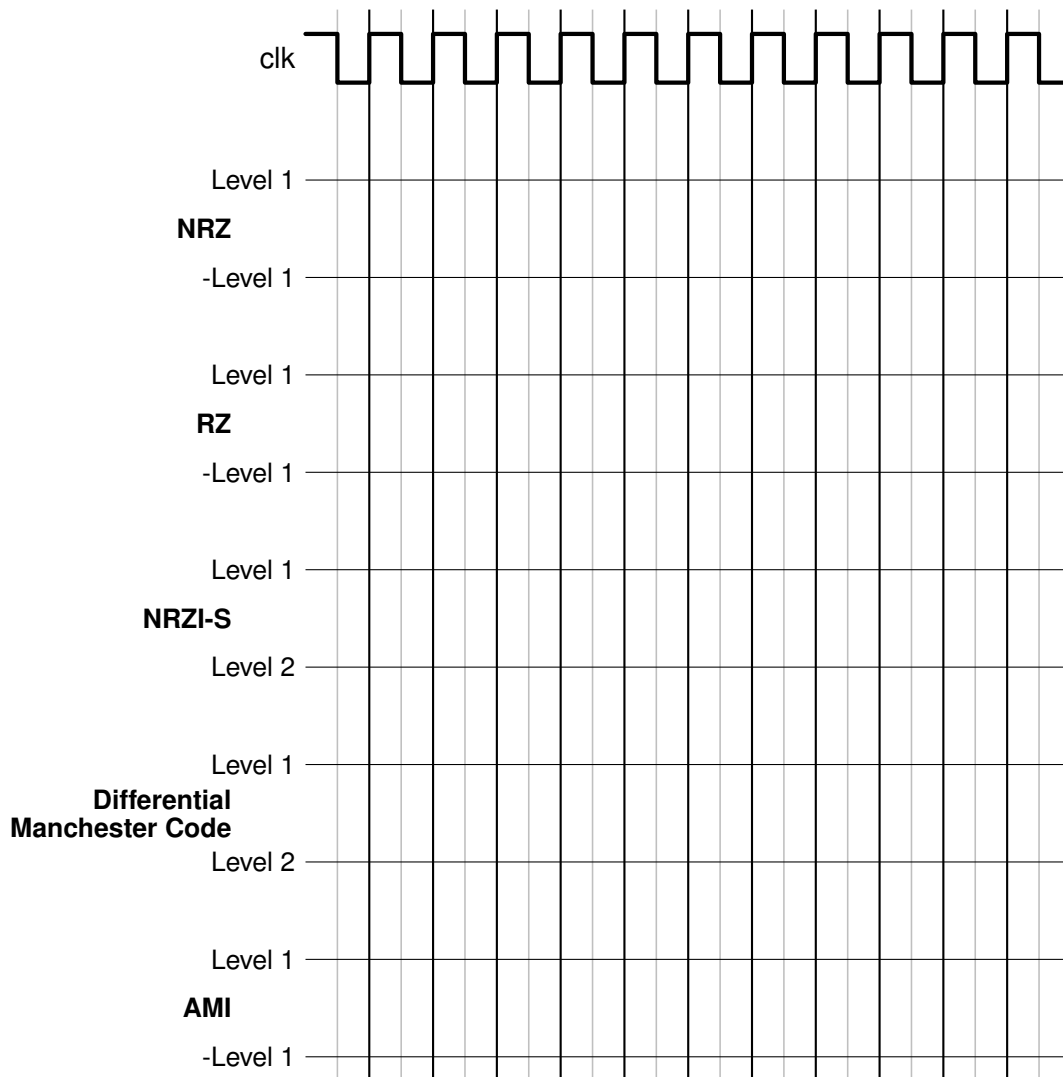 clk
Level 1
NRZ
-Level 1
Level 1
RZ
-Level 1
Level 1
NRZI-S
Level 2
Level 1
Differential
Manchester Code
Level 2
Level 1
AMI
-Level 1